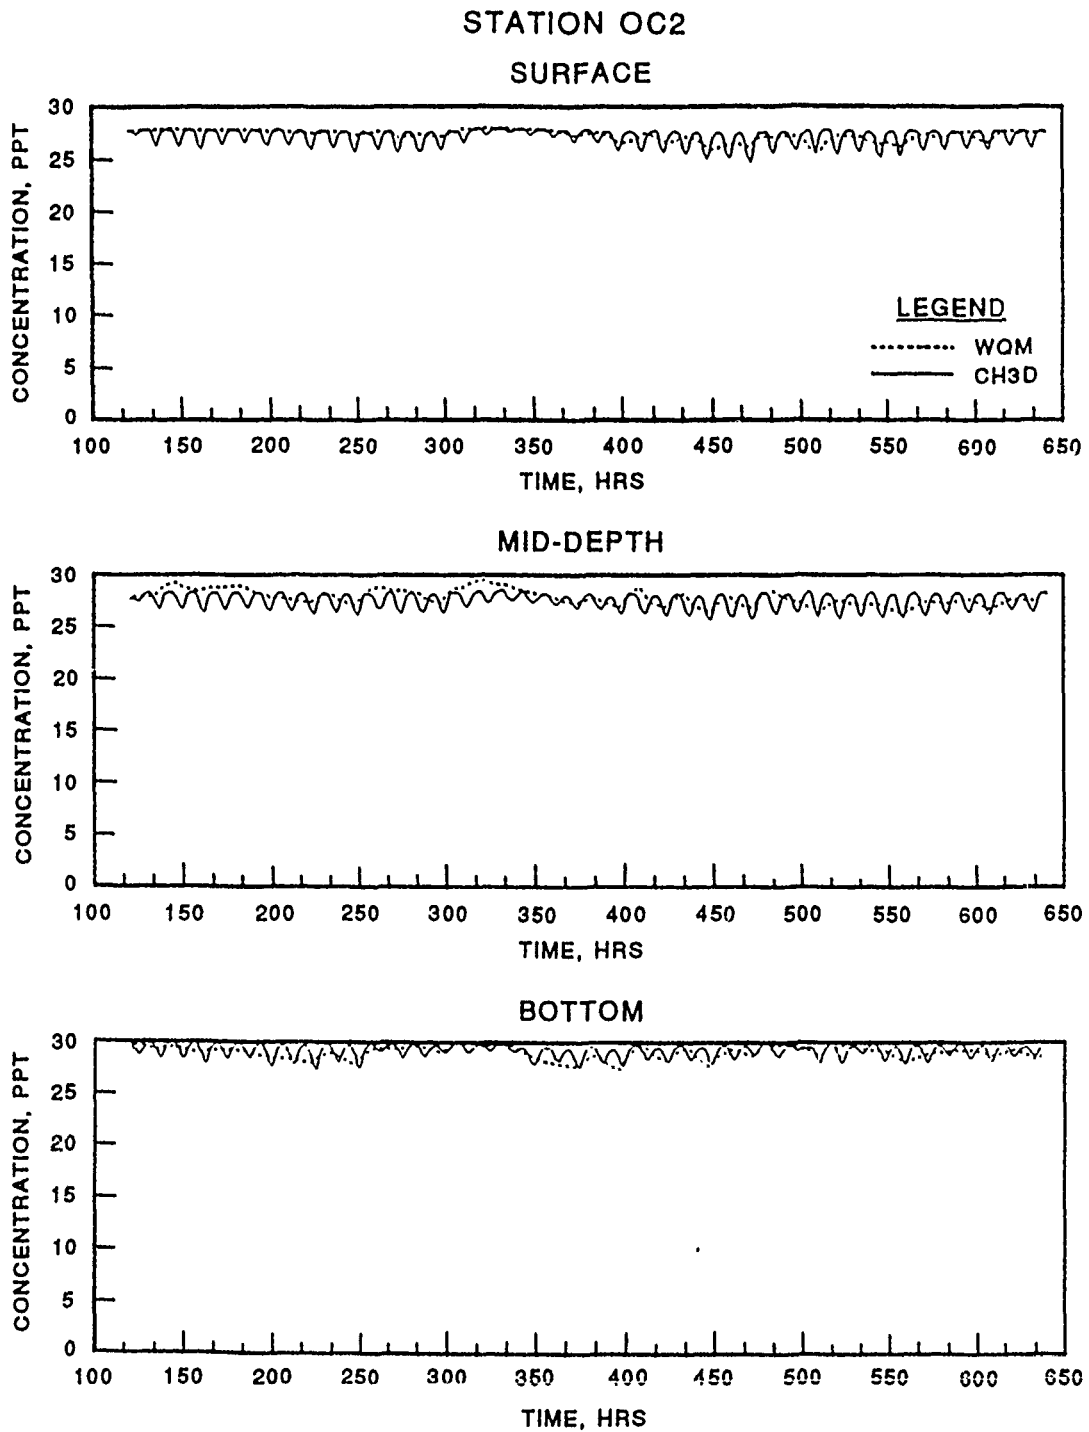 STATION OC2
SURFACE
CONCENTRATION, PPT
30
25
20
15
10
5
0
LEGEND
WQM
CH3D
100 150 200 250 300 350 400 450 500 550 600 650
TIME, HRS
MID-DEPTH
CONCENTRATION, PPT
30
25
20
15
10
5
0
100 150 200 250 300 350 400 450 500 550 600 650
TIME, HRS
BOTTOM
CONCENTRATION, PPT
30
25
20
15
10
5
0
100 150 200 250 300 350 400 450 500 550 600 650
TIME, HRS